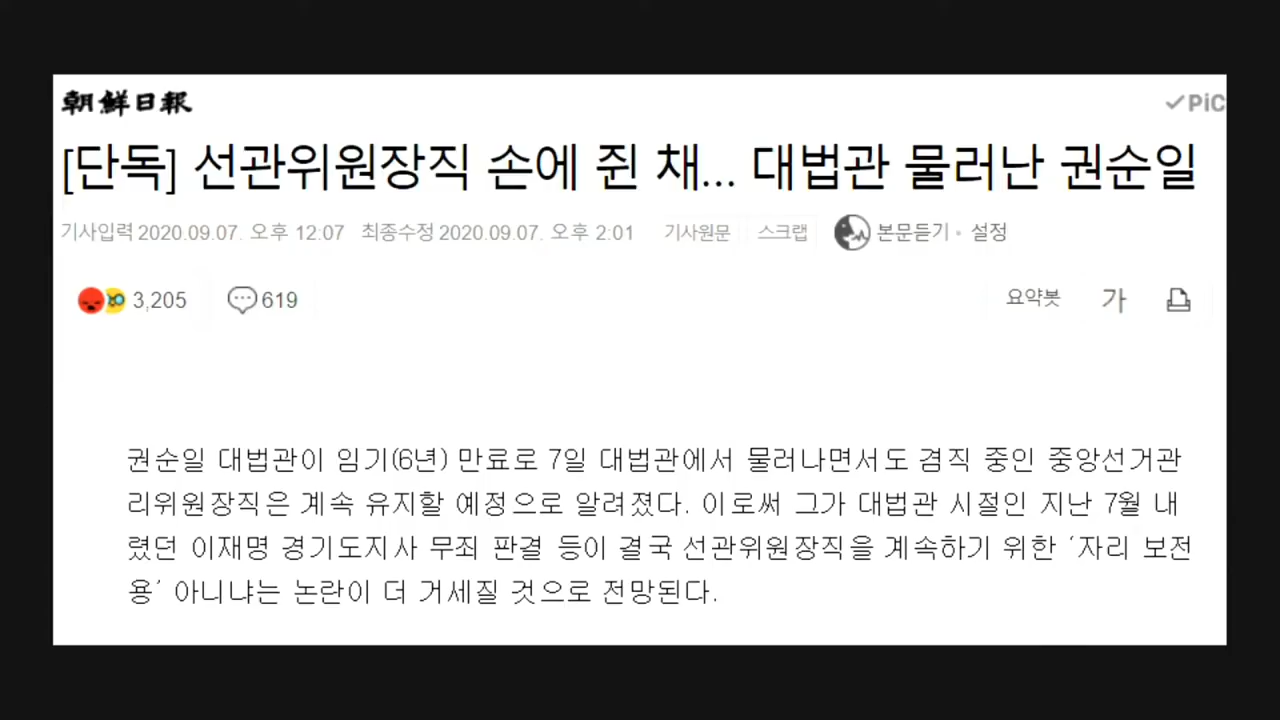 朝鮮日報
✓PiC
[단독] 선관위원장직 손에 쥔 채... 대법관 물러난 권순일
기사입력 2020.09.07. 오후 12:07 최종수정 2020.09.07. 오후 2:01 기사원문 스크랩 본문듣기 · 설정
3,205 619 요약봇 가
권순일 대법관이 임기(6년) 만료로 7일 대법관에서 물러나면서도 겸직 중인 중앙선거관
리위원장직은 계속 유지할 예정으로 알려졌다. 이로써 그가 대법관 시절인 지난 7월 내
렸던 이재명 경기도지사 무죄 판결 등이 결국 선관위원장직을 계속하기 위한 ‘자리 보전
용’ 아니냐는 논란이 더 거세질 것으로 전망된다.